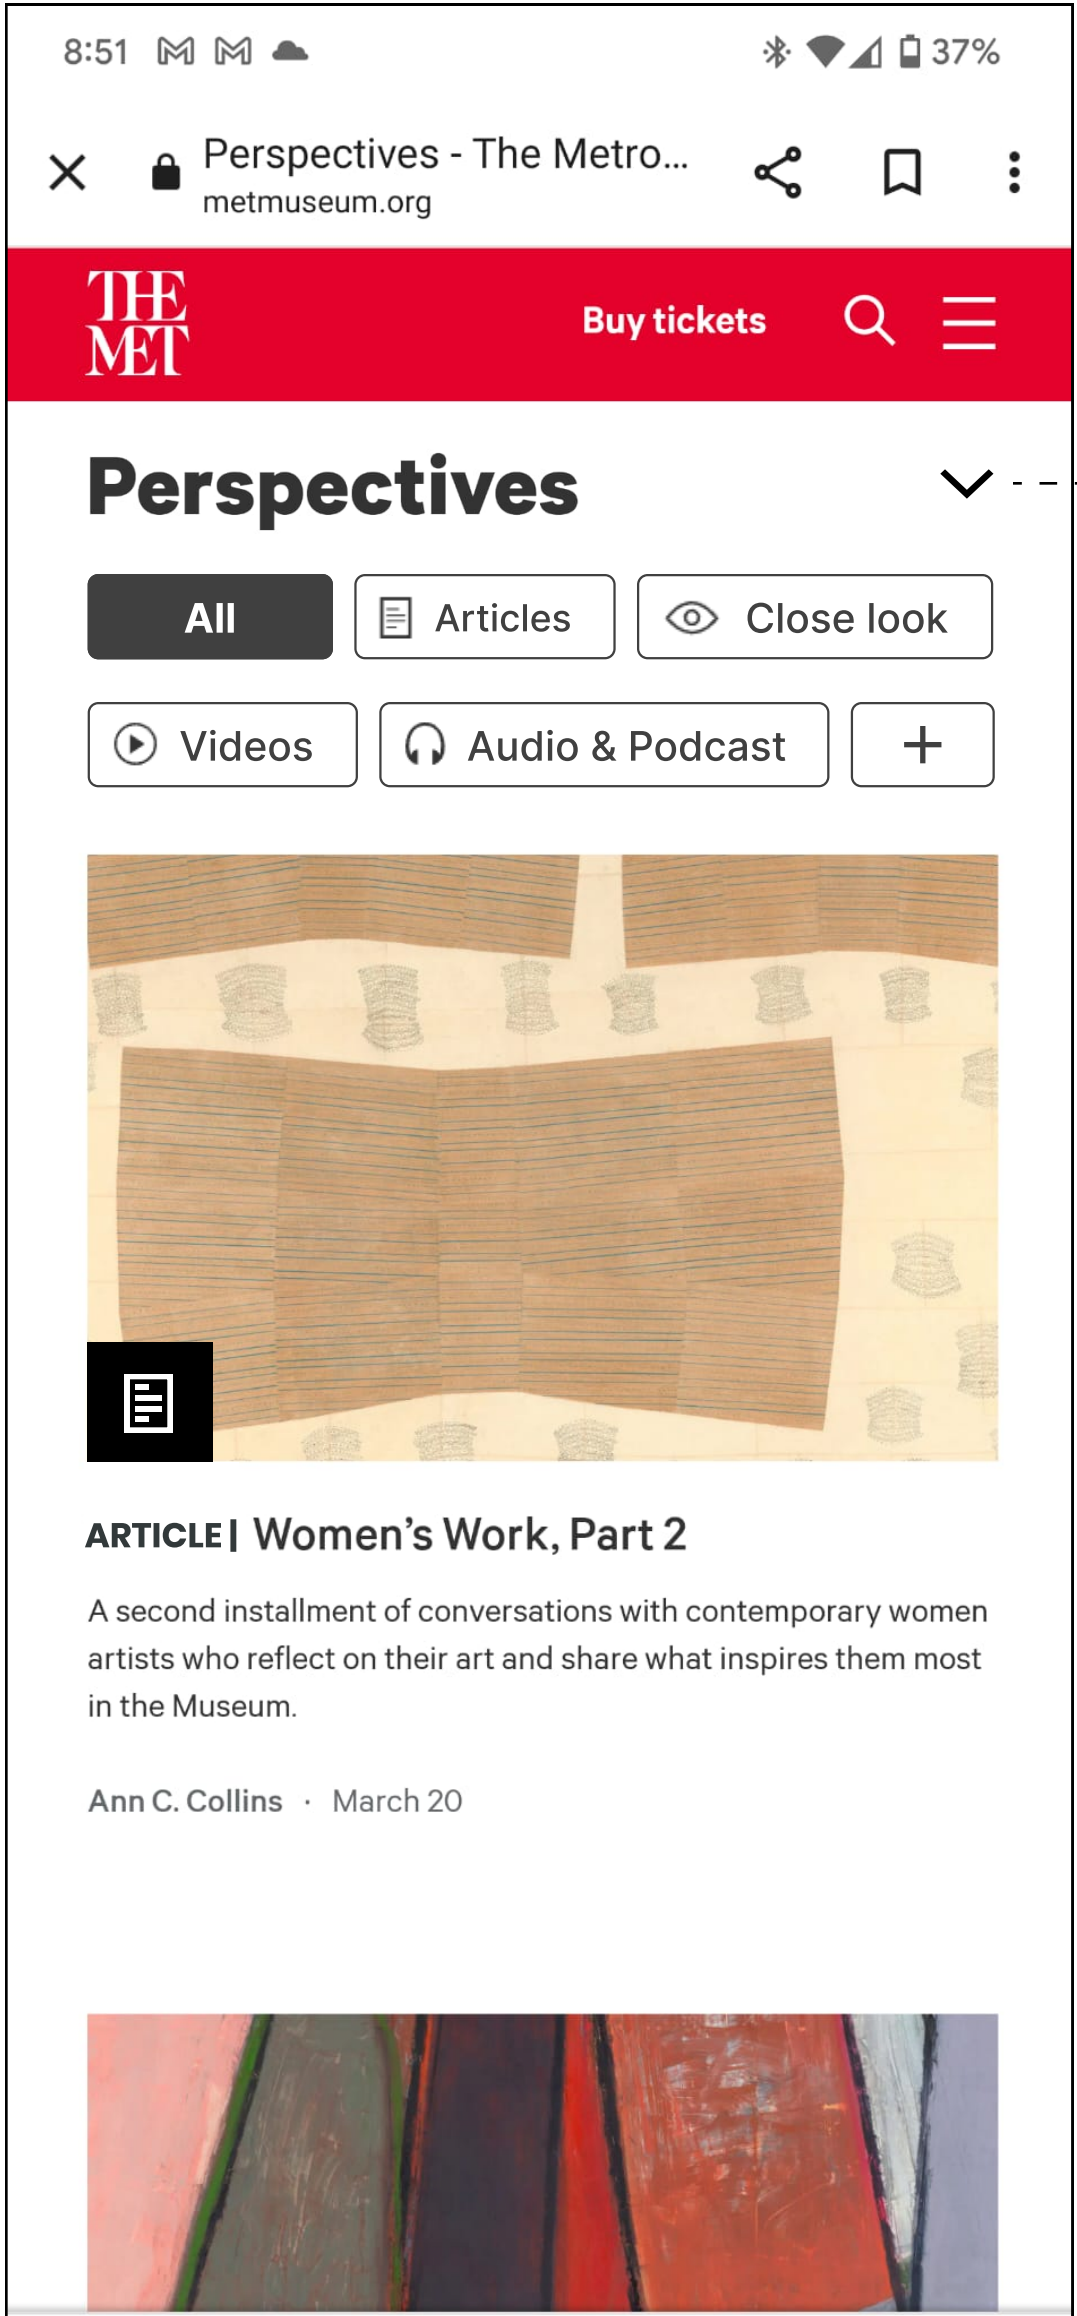 8:51
37%
Perspectives - The Metro...
metmuseum.org
THE
MET
Buy tickets
Perspectives
All
Articles
Close look
Videos
Audio & Podcast
ARTICLE | Women’s Work, Part 2
A second installment of conversations with contemporary women
artists who reflect on their art and share what inspires them most
in the Museum.
Ann C. Collins · March 20